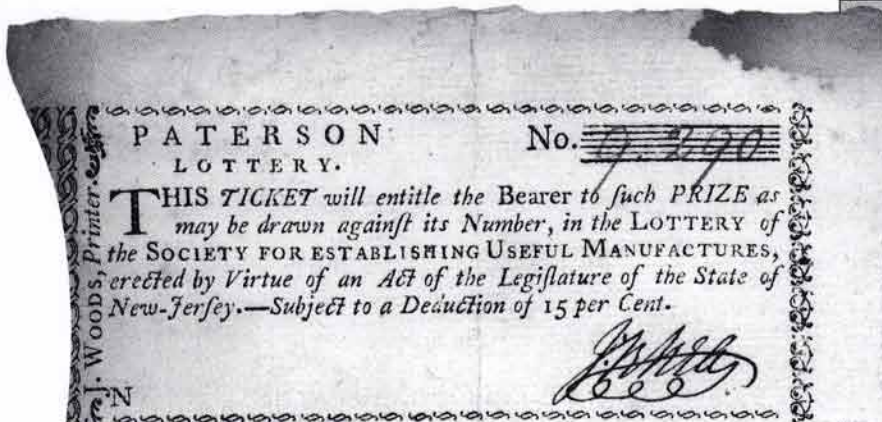 PATERSON No. 9.290
LOTTERY.
THIS TICKET will entitle the Bearer to ſuch PRIZE as
may be drawn againſt its Number, in the LOTTERY of
the SOCIETY FOR ESTABLISHING USEFUL MANUFACTURES,
erected by Virtue of an Act of the Legiſlature of the State of
New-Jerſey.—Subject to a Deduction of 15 per Cent.
N
J. WOODS, Printer.